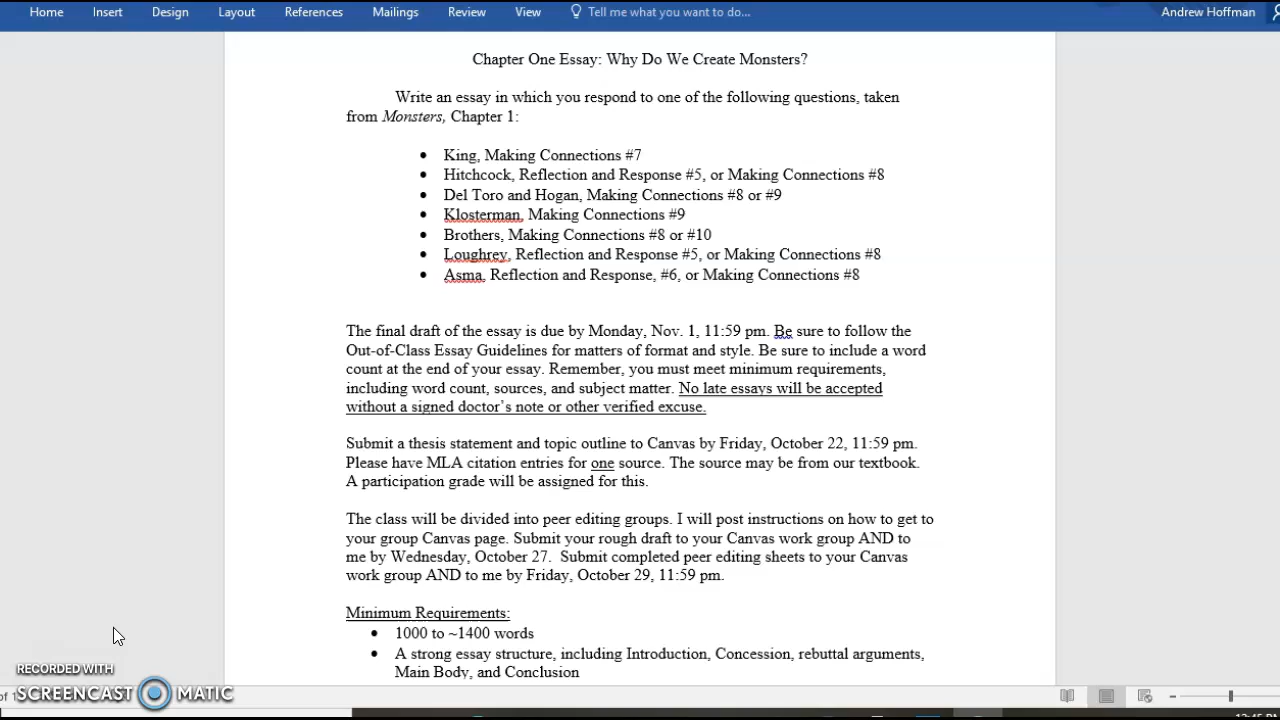 Home Insert Design Layout References Mailings Review View Tell me what you want to do... Andrew Hoffman
Chapter One Essay: Why Do We Create Monsters?
Write an essay in which you respond to one of the following questions, taken
from Monsters, Chapter 1:
• King, Making Connections #7
• Hitchcock, Reflection and Response #5, or Making Connections #8
• Del Toro and Hogan, Making Connections #8 or #9
• Klosterman, Making Connections #9
• Brothers, Making Connections #8 or #10
• Loughrey, Reflection and Response #5, or Making Connections #8
• Asma, Reflection and Response, #6, or Making Connections #8
The final draft of the essay is due by Monday, Nov. 1, 11:59 pm. Be sure to follow the
Out-of-Class Essay Guidelines for matters of format and style. Be sure to include a word
count at the end of your essay. Remember, you must meet minimum requirements,
including word count, sources, and subject matter. No late essays will be accepted
without a signed doctor's note or other verified excuse.
Submit a thesis statement and topic outline to Canvas by Friday, October 22, 11:59 pm.
Please have MLA citation entries for one source. The source may be from our textbook.
A participation grade will be assigned for this.
The class will be divided into peer editing groups. I will post instructions on how to get to
your group Canvas page. Submit your rough draft to your Canvas work group AND to
me by Wednesday, October 27.  Submit completed peer editing sheets to your Canvas
work group AND to me by Friday, October 29, 11:59 pm.
Minimum Requirements:
• 1000 to ~1400 words
• A strong essay structure, including Introduction, Concession, rebuttal arguments,
Main Body, and Conclusion
RECORDED WITH
of 1 SCREENCAST MATIC